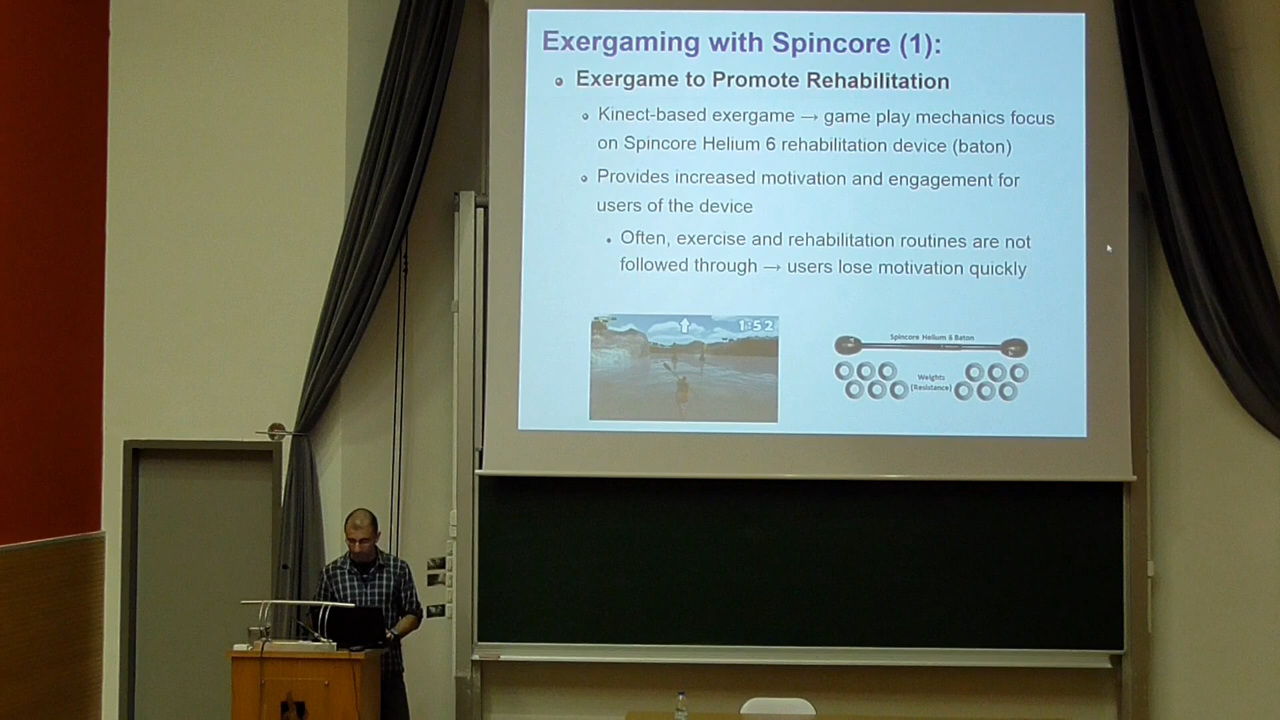 Exergaming with Spincore (1):
Exergame to Promote Rehabilitation
Kinect-based exergame → game play mechanics focus
on Spincore Helium 6 rehabilitation device (baton)
Provides increased motivation and engagement for
users of the device
Often, exercise and rehabilitation routines are not
followed through → users lose motivation quickly
1:52
Spincore Helium 6 Baton
Weights
(Resistance)